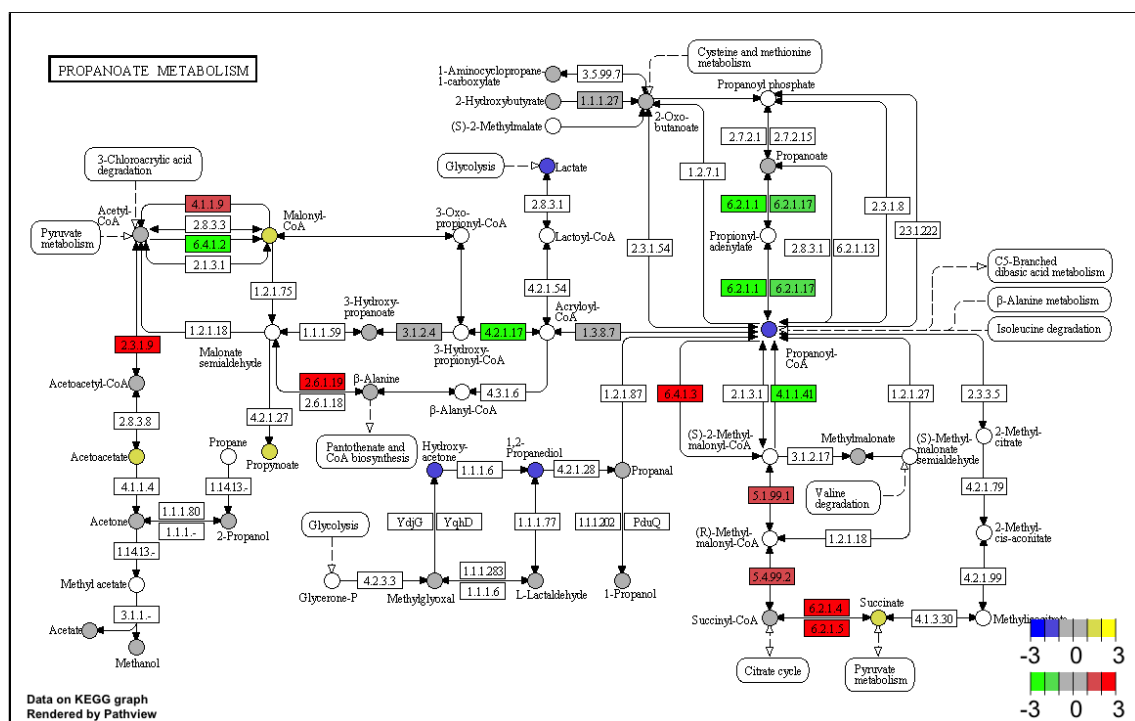 PROPANOATE METABOLISM
Cysteine and methionine
metabolism
1-Aminocyclopropane
1-carboxylate
3.5.99.7
2-Hydroxybutyrate
1.1.1.27
(S)-2-Methylmalate
2-Oxo-
butanoate
Propanoyl phosphate
2.7.2.1
2.7.2.15
1.2.7.1
Propanoate
2.3.1.8
2.3.1.222
6.2.1.1
6.2.1.17
Propionyl-
adenylate
2.3.1.54
2.8.3.1
6.2.1.13
6.2.1.1
6.2.1.17
C5-Branched
dibasic acid metabolism
β-Alanine metabolism
Isoleucine degradation
3-Chloroacrylic acid
degradation
Glycolysis
Lactate
2.8.3.1
Lactoyl-CoA
4.2.1.54
Acetyl-
CoA
4.1.1.9
2.8.3.3
6.4.1.2
2.1.3.1
Malonyl-
CoA
Pyruvate
metabolism
3-Oxo-
propionyl-CoA
1.2.1.75
1.2.1.18
Malonate
semialdehyde
1.1.1.59
3-Hydroxy-
propanoate
3.1.2.4
3-Hydroxy-
propionyl-CoA
4.2.1.17
Acryloyl-
CoA
1.3.8.7
Propanoyl-
CoA
2.3.1.9
Acetoacetyl-CoA
2.6.1.19
2.6.1.18
β-Alanine
β-Alanyl-CoA
4.3.1.6
1.2.1.87
6.4.1.3
2.1.3.1
4.1.1.41
1.2.1.27
2.3.3.5
2.8.3.8
4.2.1.27
Acetoacetate
Propane
Propynoate
Pantothenate and
CoA biosynthesis
Hydroxy-
acetone
1.1.1.6
1,2-
Propanediol
4.2.1.28
Propanal
(S)-2-Methyl-
malonyl-CoA
3.1.2.17
Methylmalonate
(S)-Methyl-
malonate
semialdehyde
2-Methyl-
citrate
Valine
degradation
4.1.1.4
1.14.13.-
Acetone
1.1.1.80
1.1.1.-
2-Propanol
1.14.13.-
Glycolysis
YdjG
YqhD
1.1.1.77
1.1.1.202
PduQ
5.1.99.1
4.2.1.79
(R)-Methyl-
malonyl-CoA
1.2.1.18
2-Methyl-
cis-aconitate
Methyl acetate
3.1.1.-
Acetate
Methanol
Glycerone-P
4.2.3.3
Methylglyoxal
1.1.1.283
1.1.1.6
L-Lactaldehyde
1-Propanol
5.4.99.2
4.2.1.99
Succinyl-CoA
6.2.1.4
6.2.1.5
Succinate
4.1.3.30
Citrate cycle
Pyruvate
metabolism
-3 0 3
-3 0 3
Data on KEGG graph
Rendered by Pathview